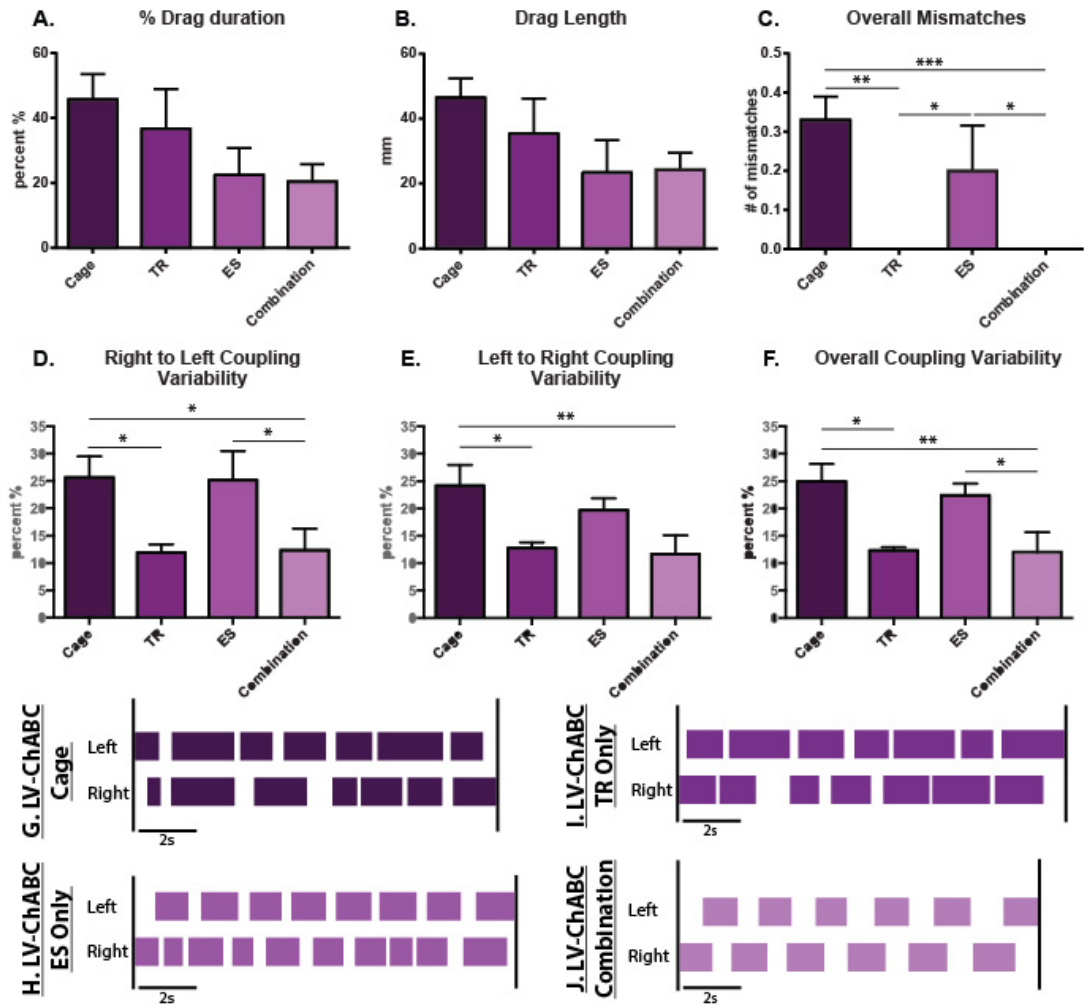 A. % Drag duration
percent %
60
40
20
0
Cage
TR
ES
Combination
B. Drag Length
mm
60
40
20
0
Cage
TR
ES
Combination
C. Overall Mismatches
# of mismatches
0.5
0.4
0.3
0.2
0.1
0.0
***
**
*
*
Cage
TR
ES
Combination
D. Right to Left Coupling
Variability
percent %
35
30
25
20
15
10
5
0
*
*
*
Cage
TR
ES
Combination
E. Left to Right Coupling
Variability
percent %
35
30
25
20
15
10
5
0
**
*
Cage
TR
ES
Combination
F. Overall Coupling Variability
percent %
35
30
25
20
15
10
5
0
*
**
*
Cage
TR
ES
Combination
G. LV-ChABC
Cage
Left
Right
2s
I. LV-ChABC
TR Only
Left
Right
2s
H. LV-ChABC
ES Only
Left
Right
2s
J. LV-ChABC
Combination
Left
Right
2s